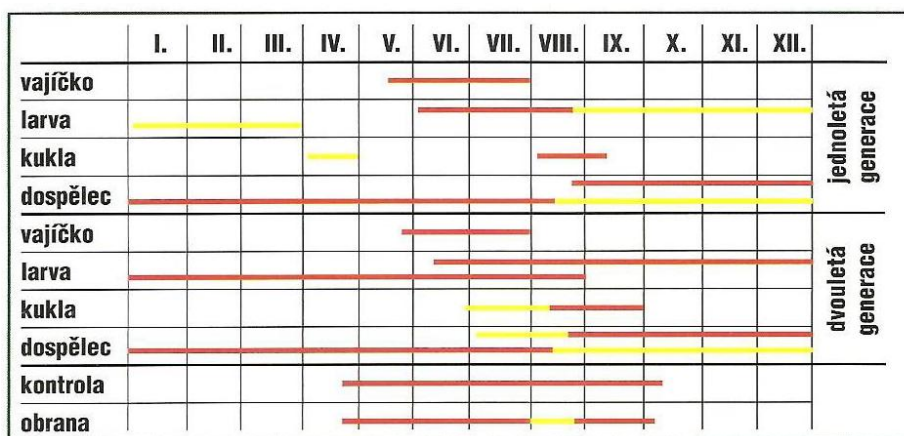 I. II. III. IV. V. VI. VII. VIII. IX. X. XI. XII.
vajíčko
larva
kukla
dospělec
jednoletá
generace
vajíčko
larva
kukla
dospělec
dvouletá
generace
kontrola
obrana